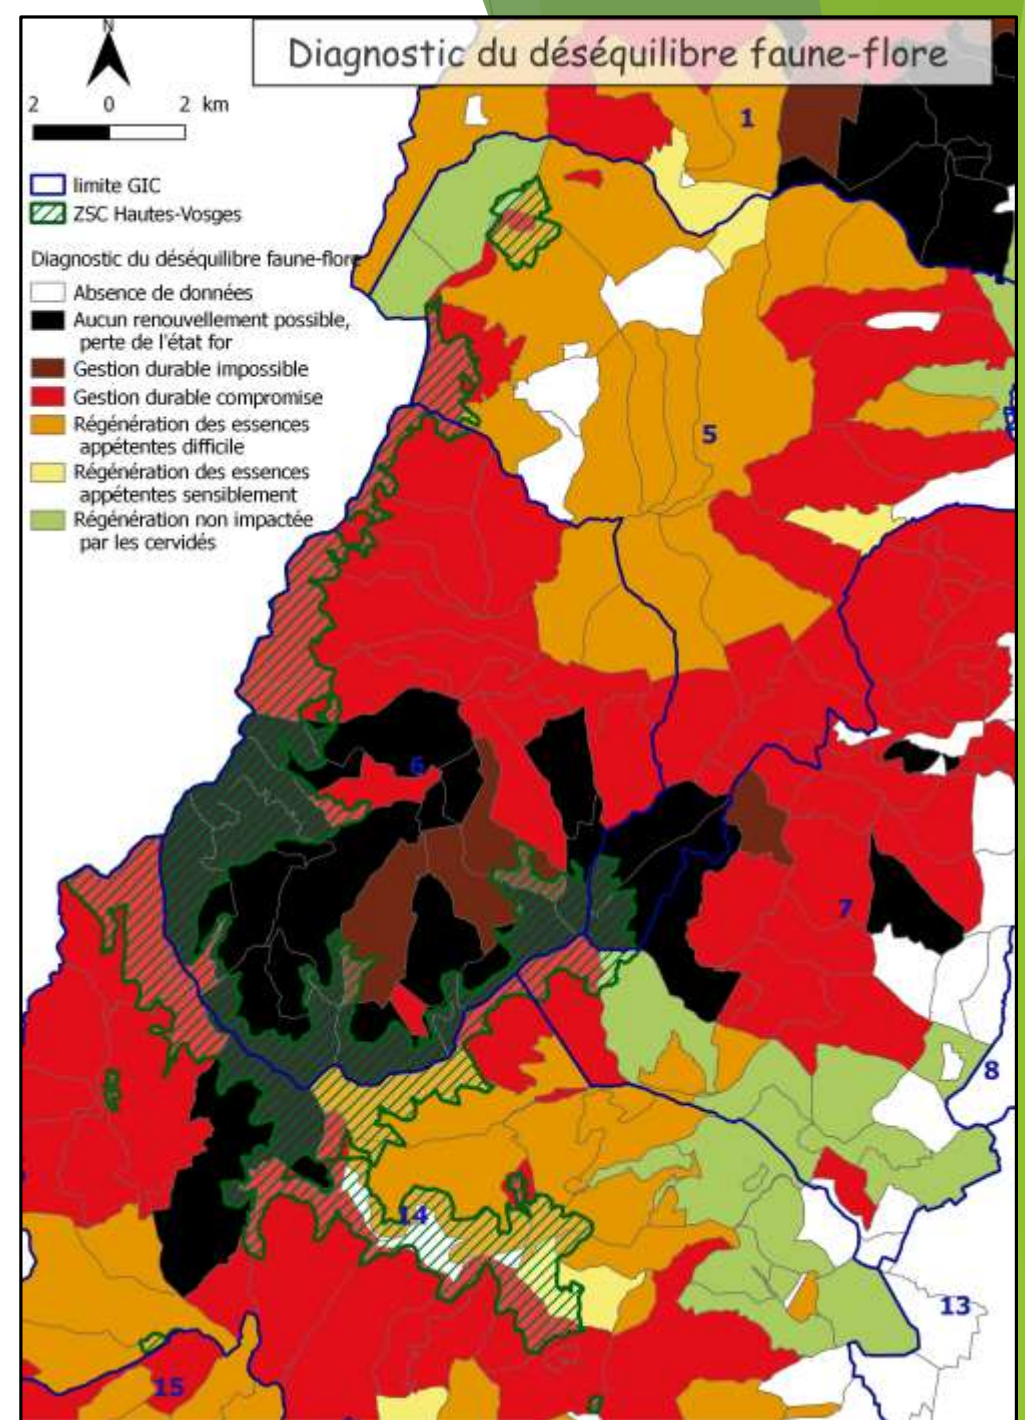 Diagnostic du déséquilibre faune-flore
N
2 0 2 km
limite GIC
ZSC Hautes-Vosges
Diagnostic du déséquilibre faune-flore
Absence de données
Aucun renouvellement possible,
perte de l'état for
Gestion durable impossible
Gestion durable compromise
Régénération des essences
appétentes difficile
Régénération des essences
appétentes sensiblement
Régénération non impactée
par les cervidés
1
5
6
7
8
14
13
15